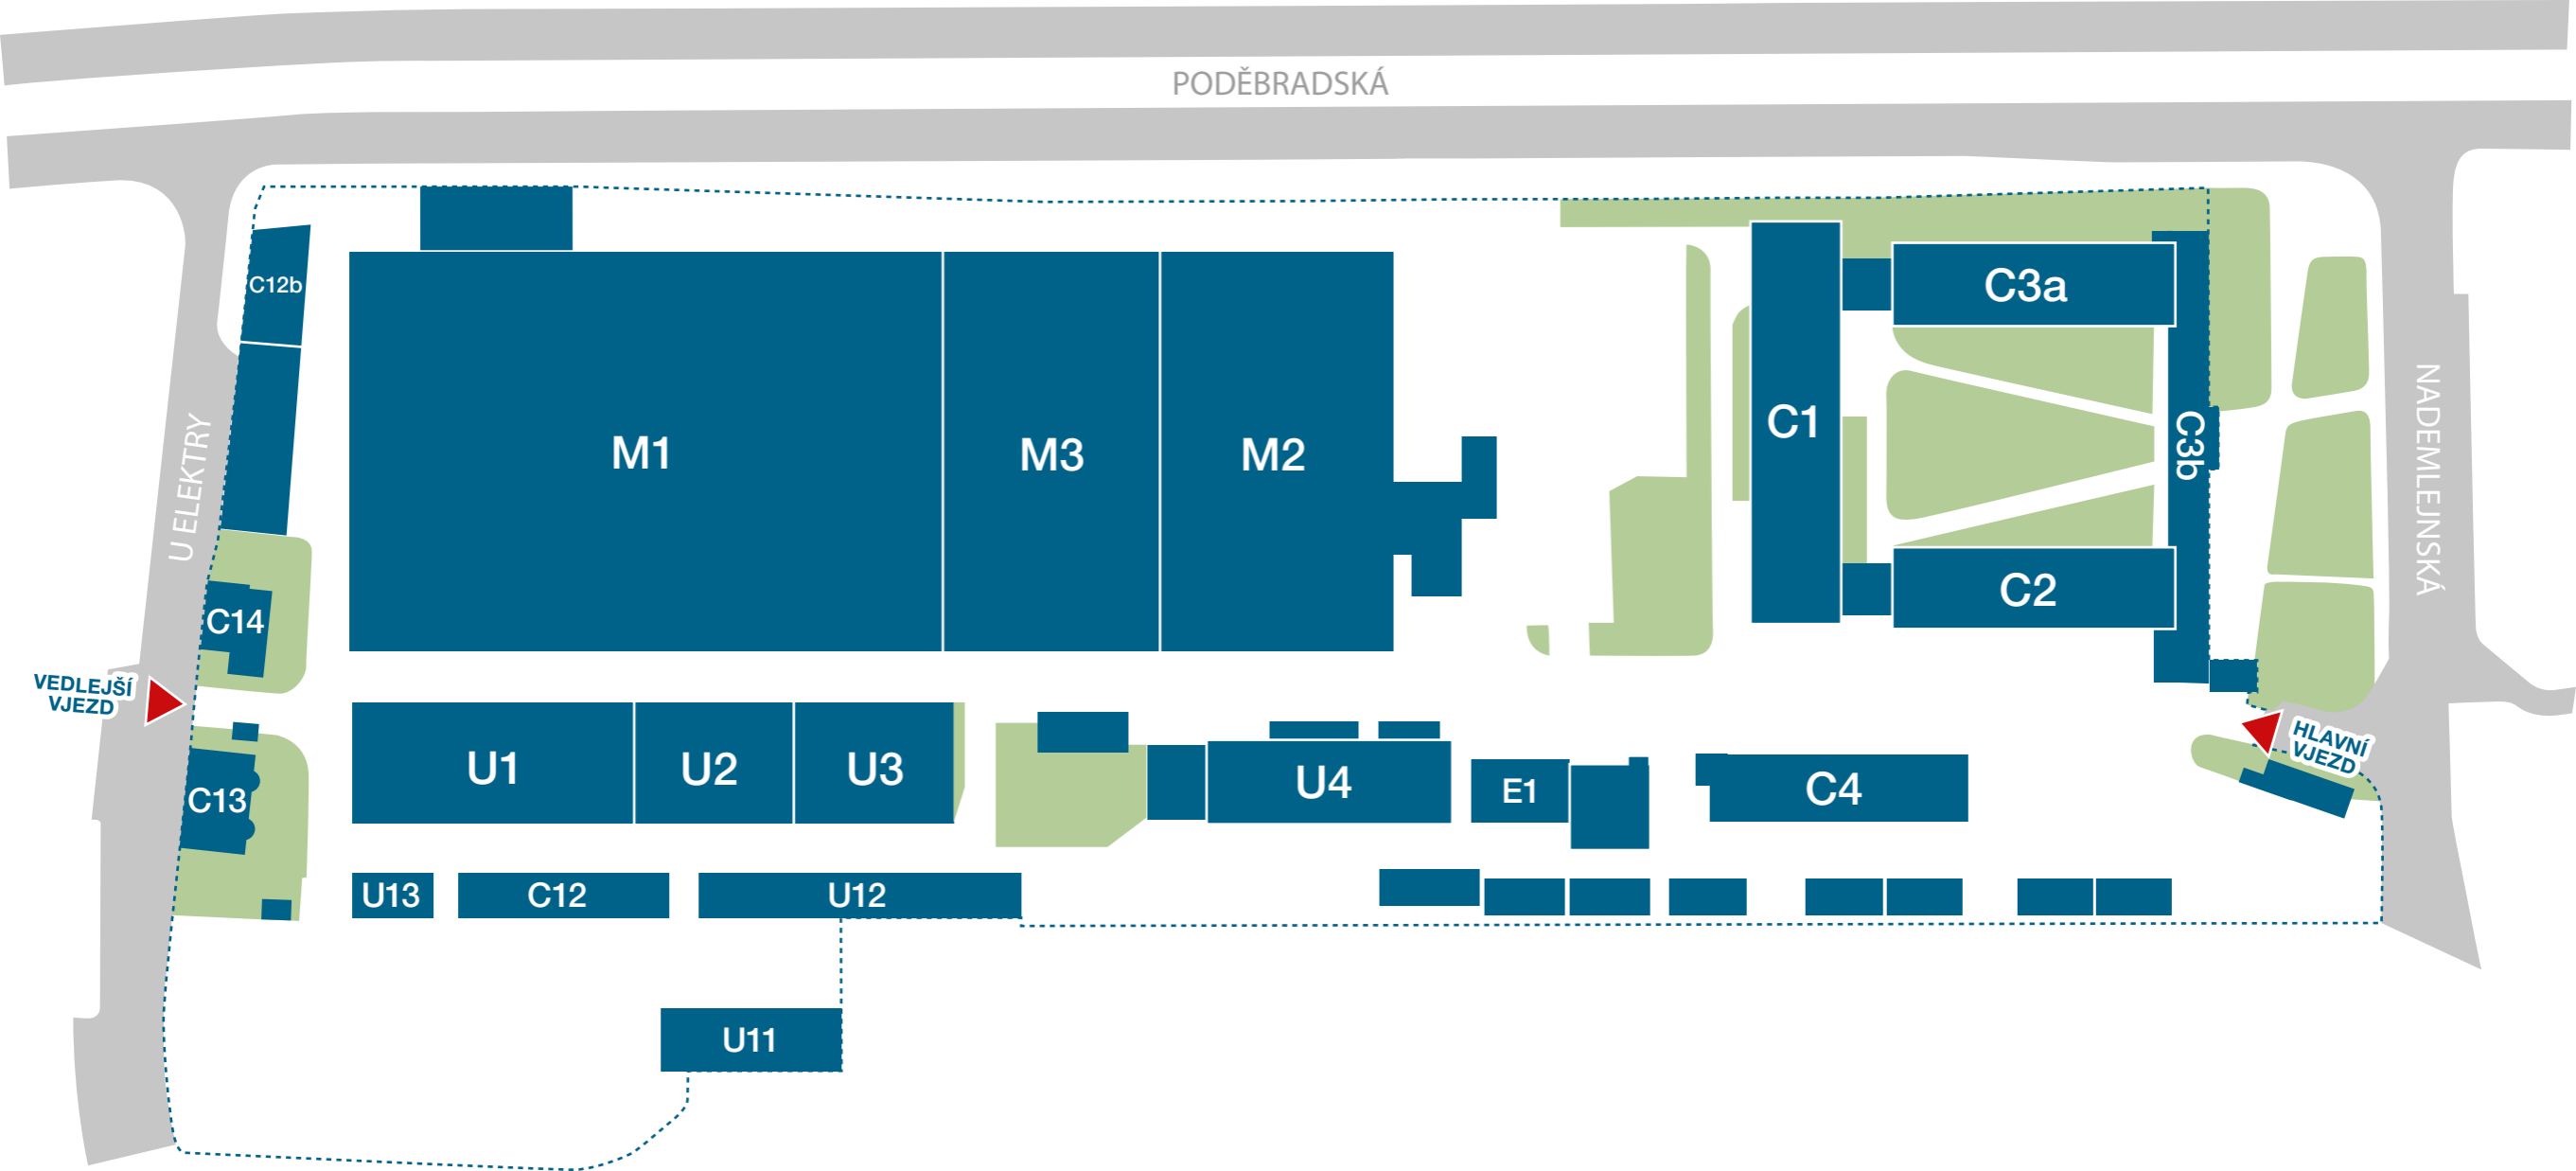 PODĚBRADSKÁ
C12b
C3a
M1
M3
M2
C1
C3b
U ELEKTRY
NADEMLEJNSKÁ
C2
C14
VEDLEJŠÍ
VJEZD
HLAVNÍ
VJEZD
U1
U2
U3
U4
E1
C4
C13
U13
C12
U12
U11